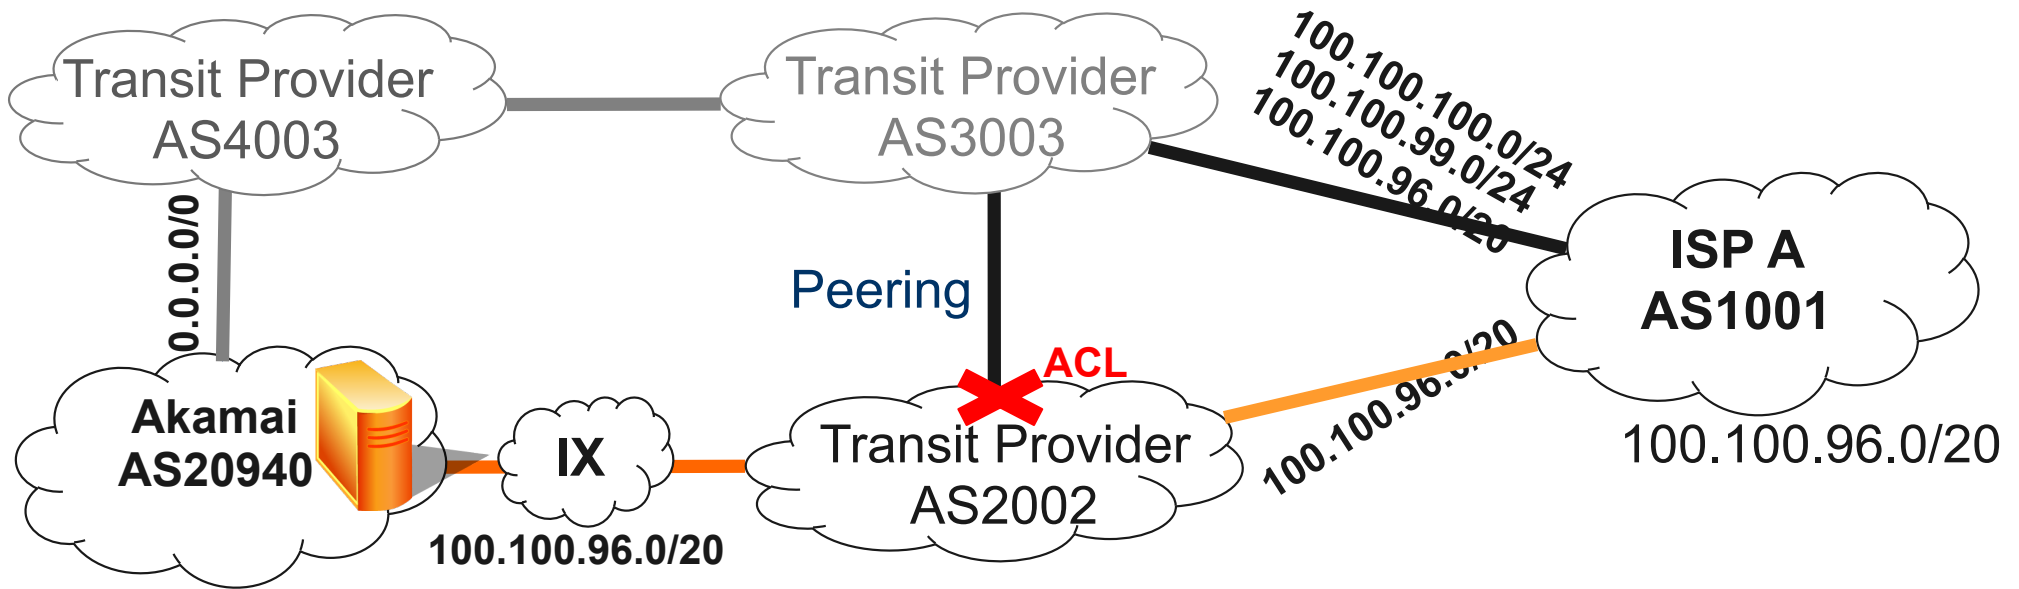 Transit Provider
AS4003
Transit Provider
AS3003
100.100.100.0/24
100.100.99.0/24
100.100.96.0/20
0.0.0.0/0
Peering
ISP A
AS1001
100.100.96.0/20
ACL
100.100.96.0/20
Akamai
AS20940
IX
Transit Provider
AS2002
100.100.96.0/20